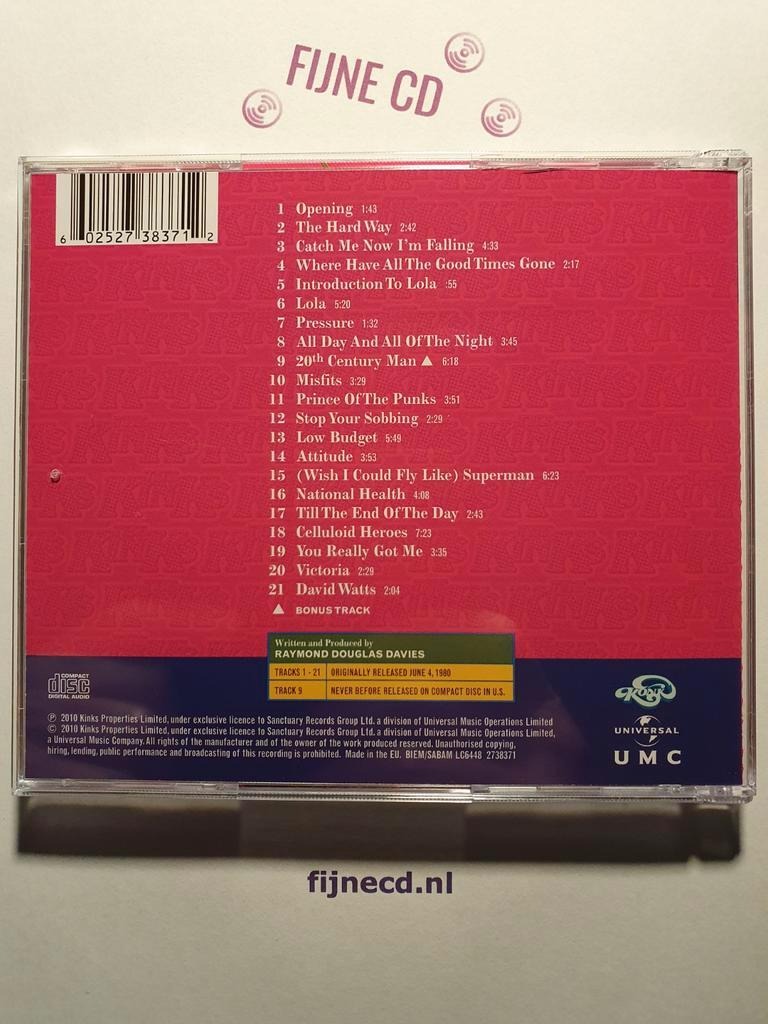 FIJNE CD
6 02527 38371 2
1 Opening 1:43
2 The Hard Way 2:42
3 Catch Me Now I'm Falling 4:33
4 Where Have All The Good Times Gone 2:17
5 Introduction To Lola :55
6 Lola 5:20
7 Pressure 1:32
8 All Day And All Of The Night 3:45
9 20th Century Man ▲ 6:18
10 Misfits 3:29
11 Prince Of The Punks 3:51
12 Stop Your Sobbing 2:29
13 Low Budget 5:49
14 Attitude 3:53
15 (Wish I Could Fly Like) Superman 6:23
16 National Health 4:08
17 Till The End Of The Day 2:43
18 Celluloid Heroes 7:23
19 You Really Got Me 3:35
20 Victoria 2:29
21 David Watts 2:04
▲ BONUS TRACK
Written and Produced by
RAYMOND DOUGLAS DAVIES
TRACKS 1 - 21 ORIGINALLY RELEASED JUNE 4, 1980
TRACK 9 NEVER BEFORE RELEASED ON COMPACT DISC IN U.S.
COMPACT
disc
DIGITAL AUDIO
℗ 2010 Kinks Properties Limited, under exclusive licence to Sanctuary Records Group Ltd. a division of Universal Music Operations Limited
© 2010 Kinks Properties Limited, under exclusive licence to Sanctuary Records Group Ltd. a division of Universal Music Operations Limited,
a Universal Music Company. All rights of the manufacturer and of the owner of the work produced reserved. Unauthorised copying,
hiring, lending, public performance and broadcasting of this recording is prohibited. Made in the EU. BIEM/SABAM LC6448 2738371
KONK
UNIVERSAL
UMC
fijnecd.nl